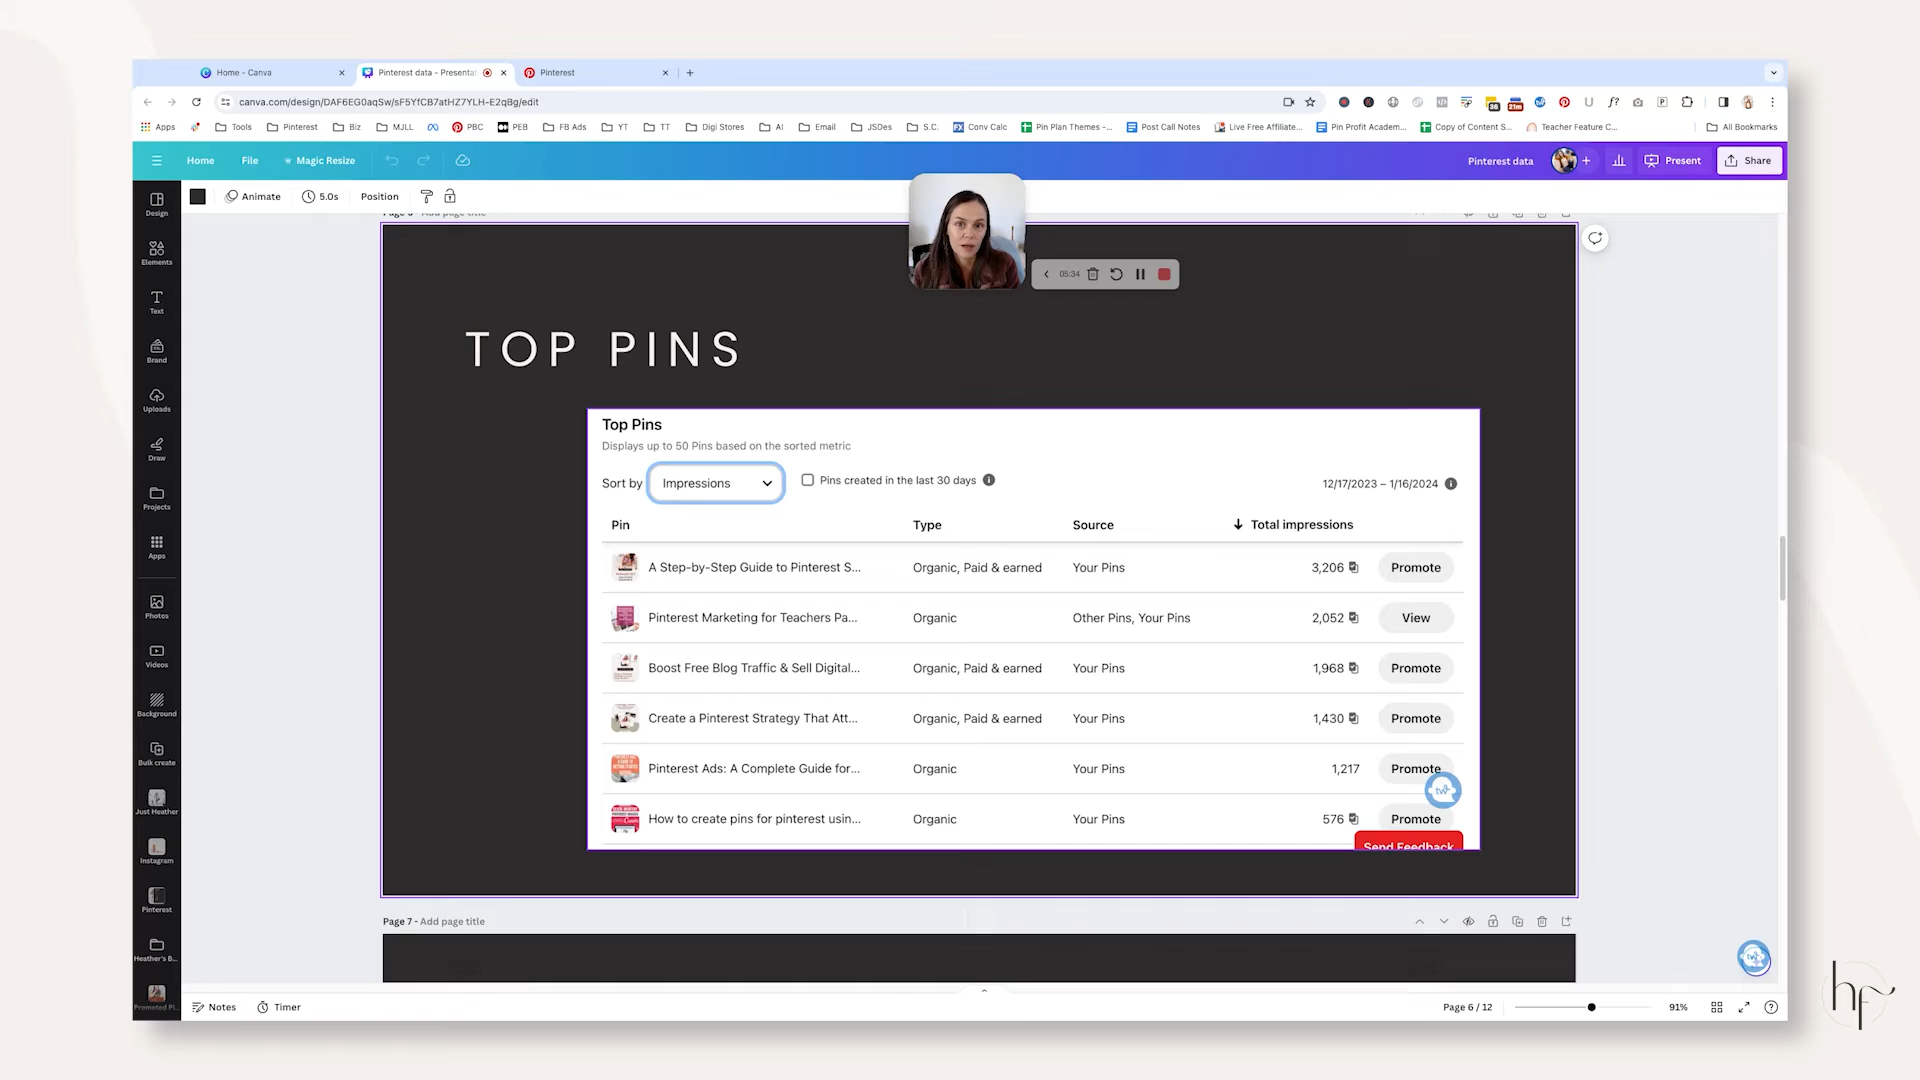 Home - Canva
Pinterest data - Presentat
Pinterest
canva.com/design/DAF6EG0aqSw/sF5YfCB7atHZ7YLH-E2qBg/edit
Apps
Tools
Pinterest
Biz
MJLL
PBC
PEB
FB Ads
YT
TT
Digi Stores
AI
Email
JSDes
S.C.
Conv Calc
Pin Plan Themes -...
Post Call Notes
Live Free Affiliate...
Pin Profit Academ...
Copy of Content S...
Teacher Feature C...
All Bookmarks
Home
File
Magic Resize
Pinterest data
Present
Share
Animate
5.0s
Position
Design
Elements
Text
Brand
Uploads
Draw
Projects
Apps
Photos
Videos
Background
Bulk create
Just Heather
Instagram
Pinterest
Heather's B...
Promoted Pi...
05:34
TOP PINS
Top Pins
Displays up to 50 Pins based on the sorted metric
Sort by Impressions
Pins created in the last 30 days
12/17/2023 – 1/16/2024
Pin Type Source Total impressions
A Step-by-Step Guide to Pinterest S... Organic, Paid & earned Your Pins 3,206 Promote
Pinterest Marketing for Teachers Pa... Organic Other Pins, Your Pins 2,052 View
Boost Free Blog Traffic & Sell Digital... Organic, Paid & earned Your Pins 1,968 Promote
Create a Pinterest Strategy That Att... Organic, Paid & earned Your Pins 1,430 Promote
Pinterest Ads: A Complete Guide for... Organic Your Pins 1,217 Promote
How to create pins for pinterest usin... Organic Your Pins 576 Promote
Send Feedback
Page 7 - Add page title
Notes
Timer
Page 6 / 12
91%
hf